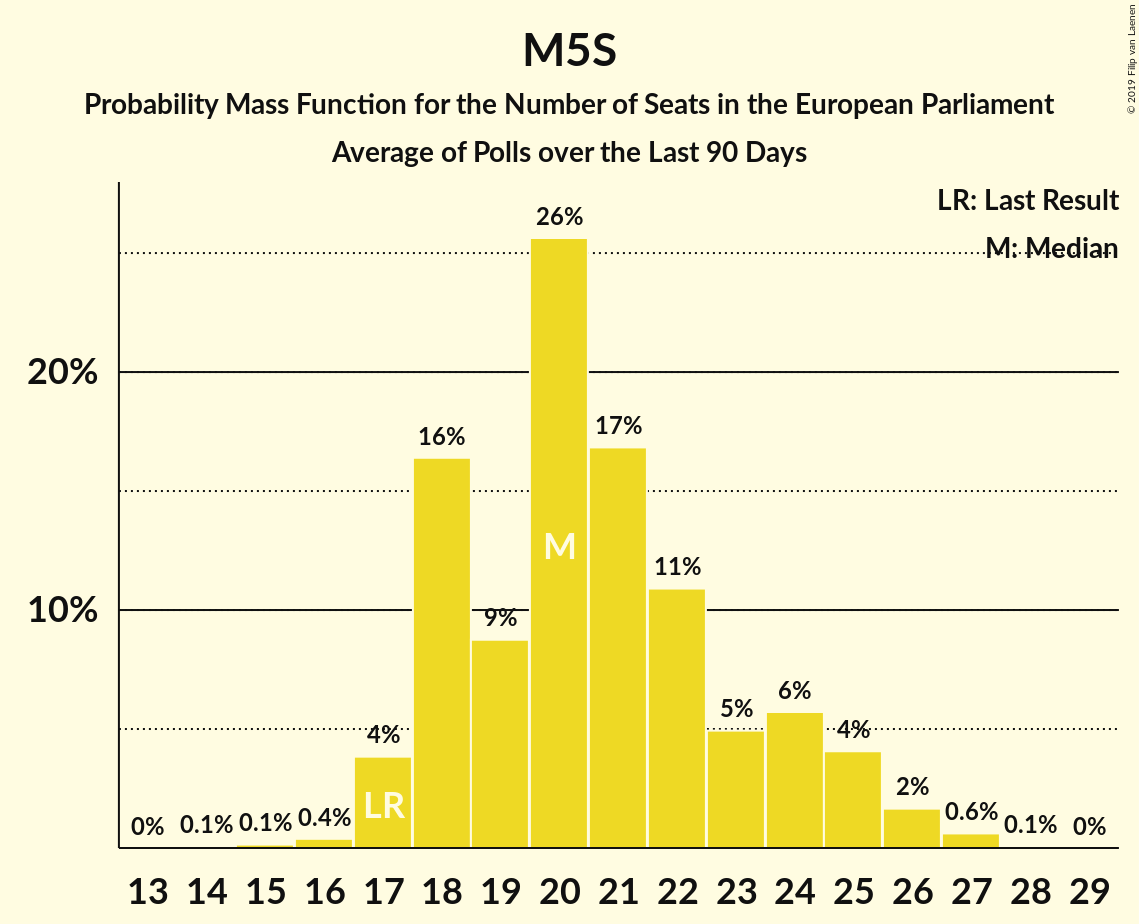 M5S
Probability Mass Function for the Number of Seats in the European Parliament
Average of Polls over the Last 90 Days
© 2019 Filip van Laenen
LR: Last Result
M: Median
26%
20%
17%
16%
M
11%
10%
9%
6%
5%
4%
4%
LR
2%
0% 0.1% 0.1% 0.4% 0.6% 0.1% 0%
13 14 15 16 17 18 19 20 21 22 23 24 25 26 27 28 29